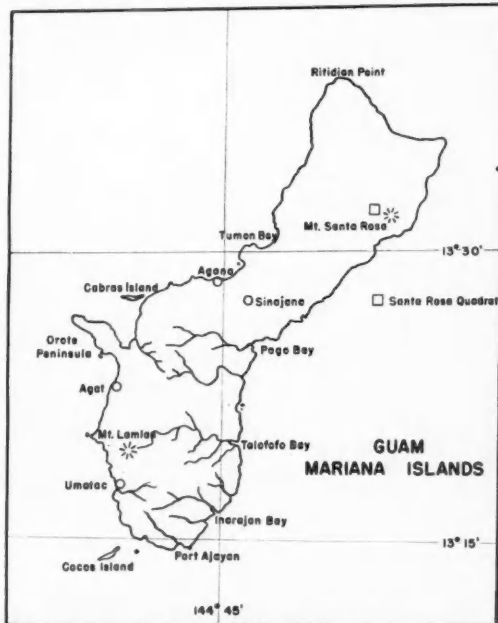 Ritidian Point
Mt. Santa Rosa
Tumon Bay
13° 30'
Agana
Cabras Island
Sinajana
Santa Rosa Quadrat
Orote
Peninsula
Pago Bay
Agat
Mt. Lamlam
Talofofo Bay
GUAM
MARIANA ISLANDS
Umatac
Inarajan Bay
13° 15'
Cocos Island
Port Ajayan
144° 45'